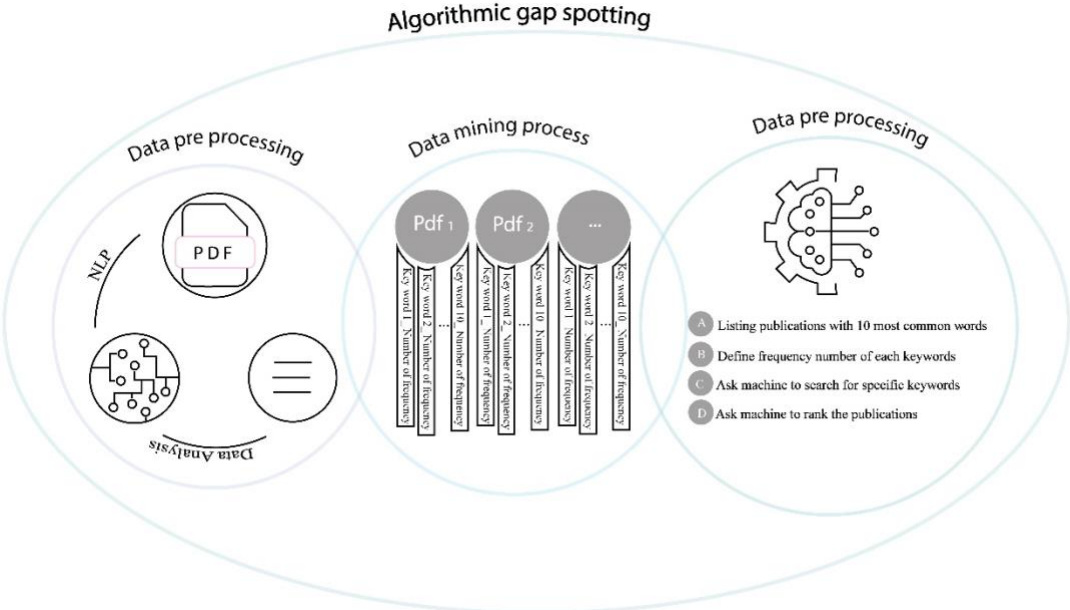 Algorithmic gap spotting
Data pre processing
NLP
PDF
Data Analysis
Data mining process
Pdf 1
Key word 1_ Number of frequency
Key word 2_ Number of frequency
...
Key word 10_ Number of frequency
Pdf 2
Key word 1_ Number of frequency
Key word 2_ Number of frequency
...
Key word 10_ Number of frequency
...
Key word 1_ Number of frequency
Key word 2_ Number of frequency
...
Key word 10_ Number of frequency
Data pre processing
A Listing publications with 10 most common words
B Define frequency number of each keywords
C Ask machine to search for specific keywords
D Ask machine to rank the publications